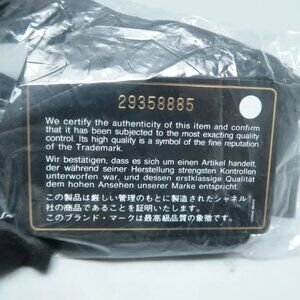 29358885
We certify the authenticity of this item and confirm
that it has been subjected to the most exacting quality
control. Its high quality is a symbol of the fine reputation
of the Trademark.
Wir bestätigen, dass es sich um einen Artikel handelt,
der während seiner Herstellung strengsten Kontrollen
unterworfen war, und dessen erstklassige Qualität
dem hohen Ansehen unserer Marke entspricht.
この製品は厳しい管理のもとに製造されたシャネル
社の商品であることを証明いたします。
このブランド・マークは最高級品質の象徴です。